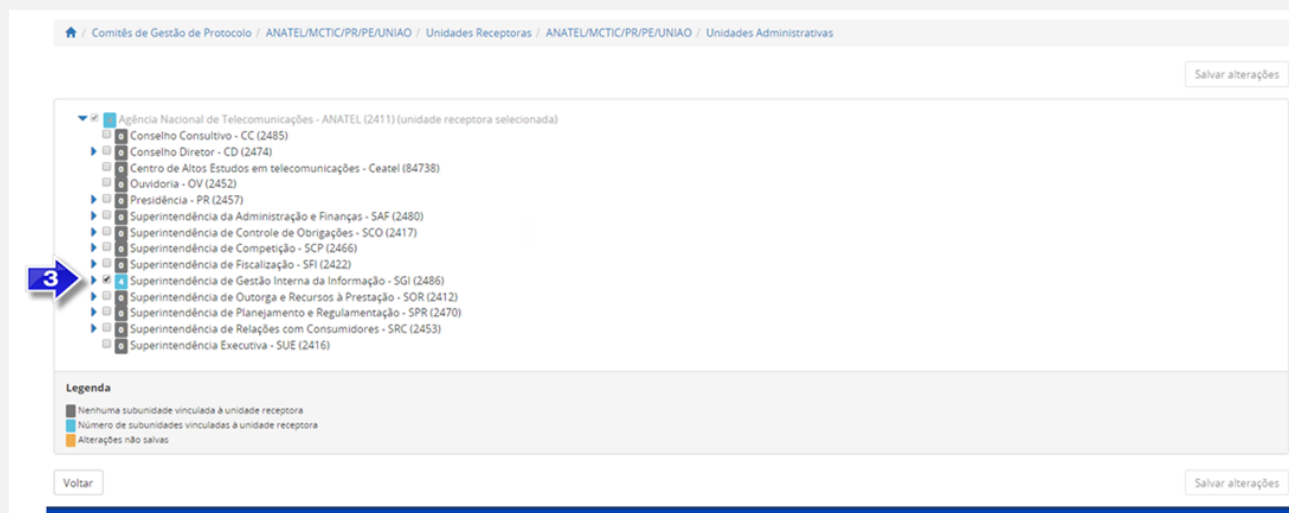 / Comitês de Gestão de Protocolo / ANATEL/MCTIC/PR/PE/UNIAO / Unidades Receptoras / ANATEL/MCTIC/PR/PE/UNIAO / Unidades Administrativas
Salvar alterações
Agência Nacional de Telecomunicações - ANATEL (2411) (unidade receptora selecionada)
0 Conselho Consultivo - CC (2485)
0 Conselho Diretor - CD (2474)
0 Centro de Altos Estudos em telecomunicações - Ceatel (84738)
0 Ouvidoria - OV (2452)
0 Presidência - PR (2457)
0 Superintendência da Administração e Finanças - SAF (2480)
0 Superintendência de Controle de Obrigações - SCO (2417)
0 Superintendência de Competição - SCP (2466)
0 Superintendência de Fiscalização - SFI (2422)
3 4 Superintendência de Gestão Interna da Informação - SGI (2486)
0 Superintendência de Outorga e Recursos à Prestação - SOR (2412)
0 Superintendência de Planejamento e Regulamentação - SPR (2470)
0 Superintendência de Relações com Consumidores - SRC (2453)
0 Superintendência Executiva - SUE (2416)
Legenda
Nenhuma subunidade vinculada à unidade receptora
Número de subunidades vinculadas à unidade receptora
Alterações não salvas
Voltar
Salvar alterações